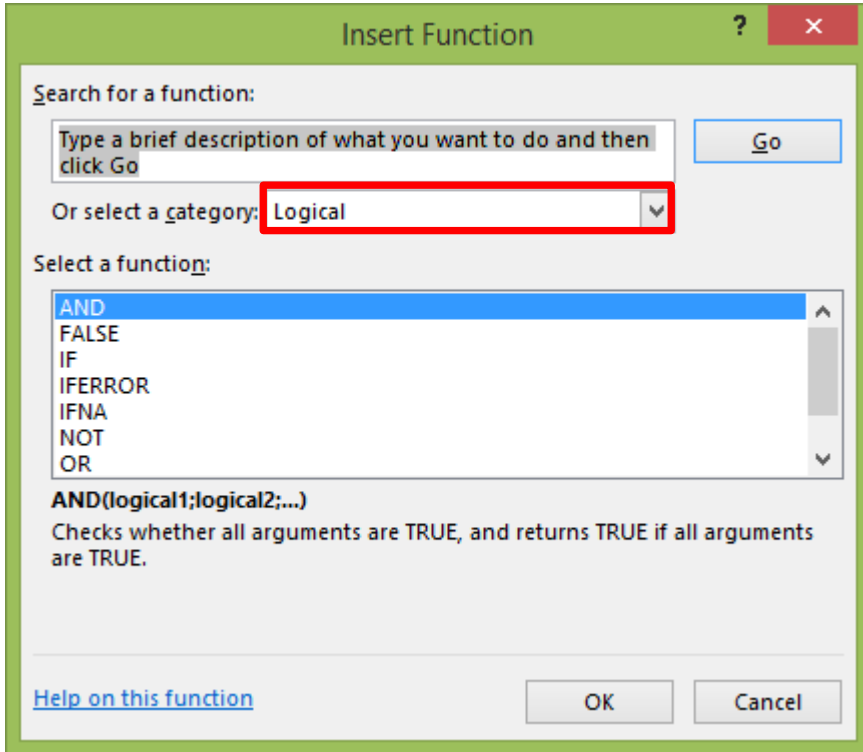 Insert Function
?
Search for a function:
Type a brief description of what you want to do and then
click Go
Go
Or select a category: Logical
Select a function:
AND
FALSE
IF
IFERROR
IFNA
NOT
OR
AND(logical1;logical2;...)
Checks whether all arguments are TRUE, and returns TRUE if all arguments
are TRUE.
Help on this function
OK
Cancel